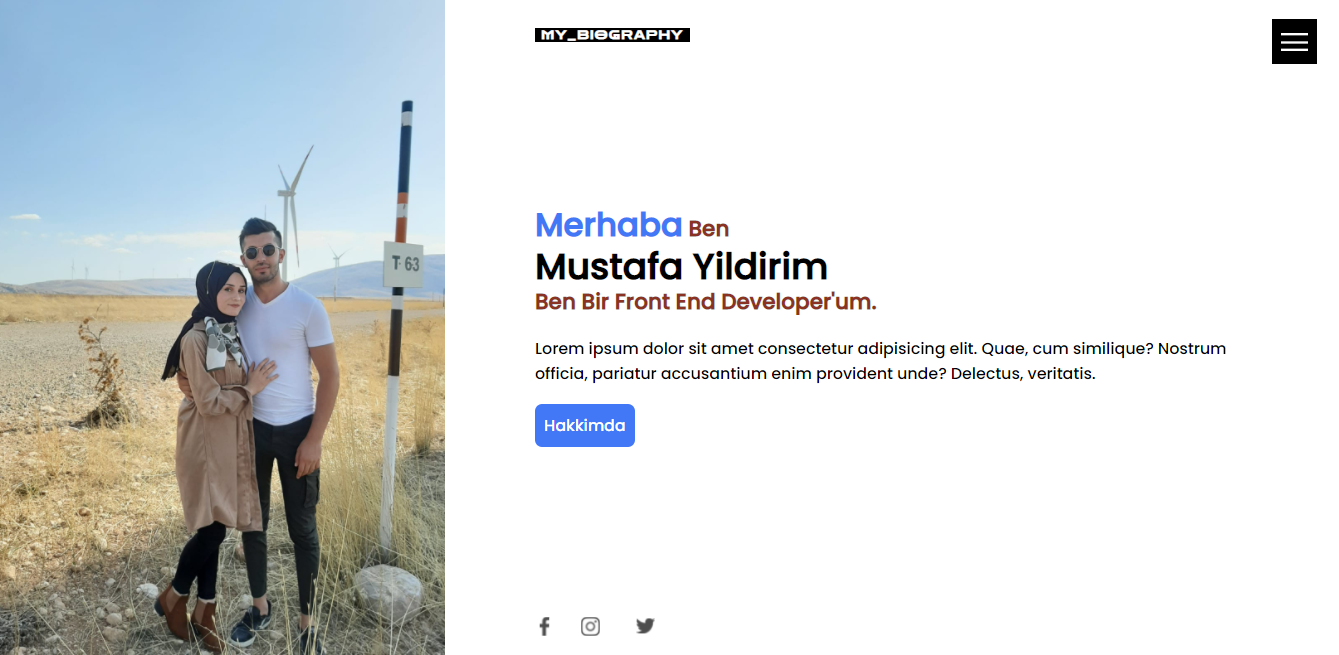 MY_BIOGRAPHY
T 63
Merhaba Ben
Mustafa Yildirim
Ben Bir Front End Developer'um.
Lorem ipsum dolor sit amet consectetur adipisicing elit. Quae, cum similique? Nostrum
officia, pariatur accusantium enim provident unde? Delectus, veritatis.
Hakkimda